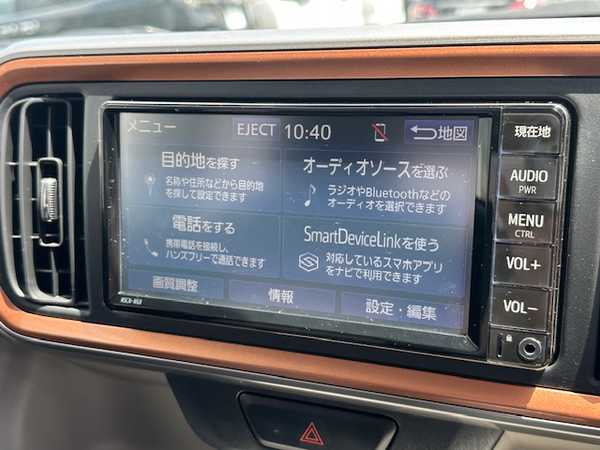 メニュー
EJECT 10:40
地図
目的地を探す
名称や住所などから目的地
を探して設定できます
オーディオソースを選ぶ
ラジオやBluetoothなどの
オーディオを選択できます
電話をする
携帯電話を接続し、
ハンズフリーで通話できます
SmartDeviceLinkを使う
対応しているスマホアプリ
をナビで利用できます
画質調整
情報
設定・編集
現在地
AUDIO
PWR
MENU
CTRL
VOL+
VOL−